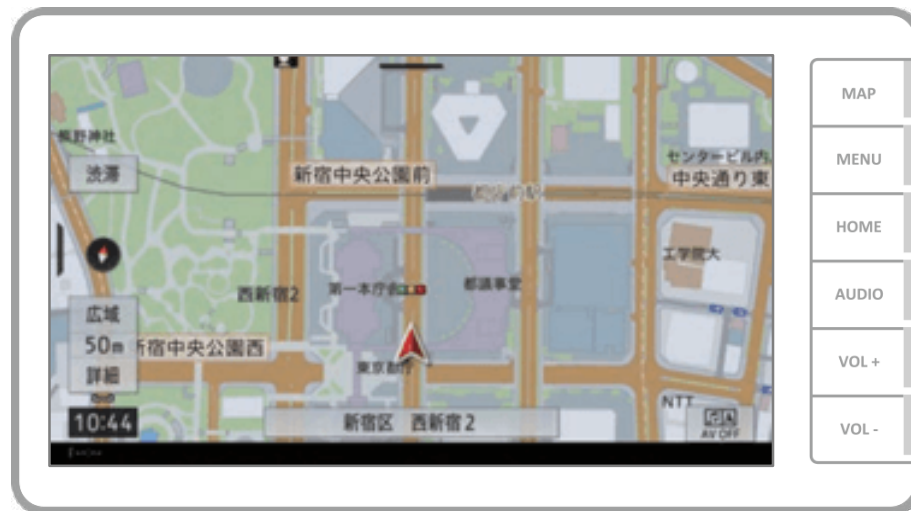 熊野神社
渋滞
新宿中央公園前
都庁前駅
センタービル内
中央通り東
工学院大
西新宿2
第一本庁舎
都議事堂
広域
50m
詳細
新宿中央公園西
東京都庁
NTT
10:44
新宿区 西新宿2
AV OFF
MAP
MENU
HOME
AUDIO
VOL +
VOL -